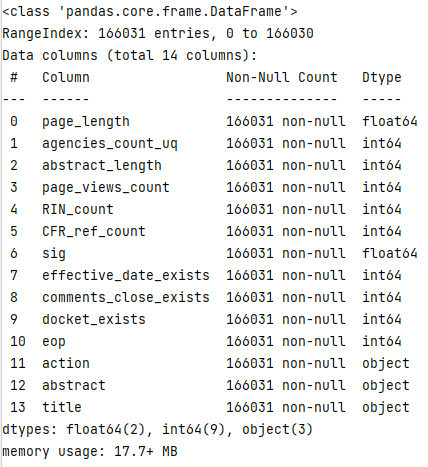 <class 'pandas.core.frame.DataFrame'>
RangeIndex: 166031 entries, 0 to 166030
Data columns (total 14 columns):
 #   Column                Non-Null Count   Dtype
---  ------                --------------   -----
 0   page_length           166031 non-null  float64
 1   agencies_count_uq     166031 non-null  int64
 2   abstract_length       166031 non-null  int64
 3   page_views_count      166031 non-null  int64
 4   RIN_count             166031 non-null  int64
 5   CFR_ref_count         166031 non-null  int64
 6   sig                   166031 non-null  float64
 7   effective_date_exists  166031 non-null  int64
 8   comments_close_exists  166031 non-null  int64
 9   docket_exists         166031 non-null  int64
 10  eop                   166031 non-null  int64
 11  action                166031 non-null  object
 12  abstract              166031 non-null  object
 13  title                 166031 non-null  object
dtypes: float64(2), int64(9), object(3)
memory usage: 17.7+ MB